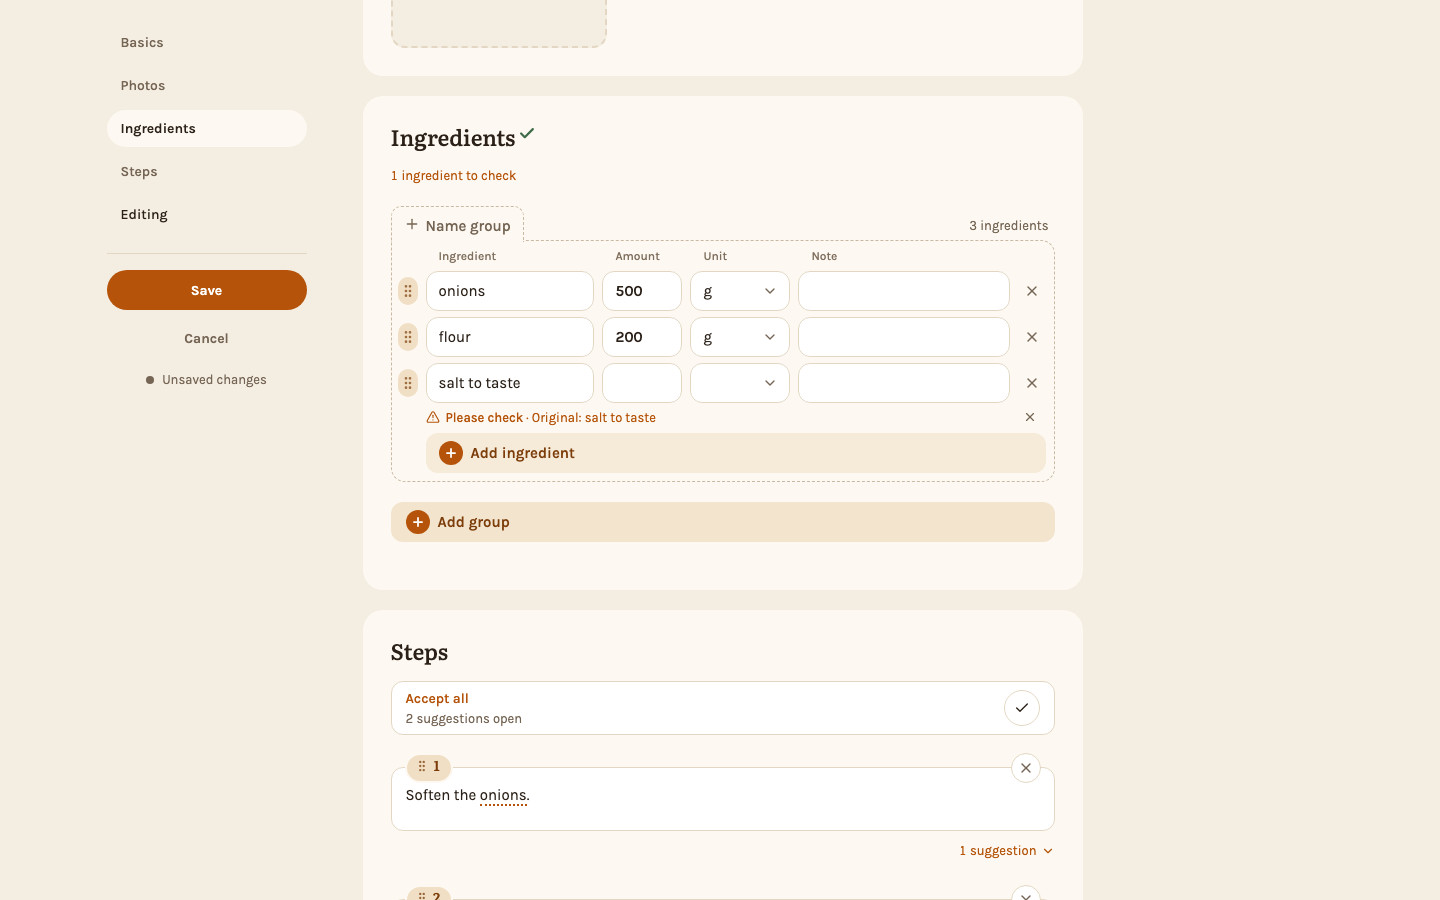 Basics
Photos
Ingredients
Steps
Editing
Save
Cancel
Unsaved changes
Ingredients
1 ingredient to check
Name group
3 ingredients
Ingredient Amount Unit Note
onions 500 g
flour 200 g
salt to taste
Please check · Original: salt to taste
Add ingredient
Add group
Steps
Accept all
2 suggestions open
1
Soften the onions.
1 suggestion
2